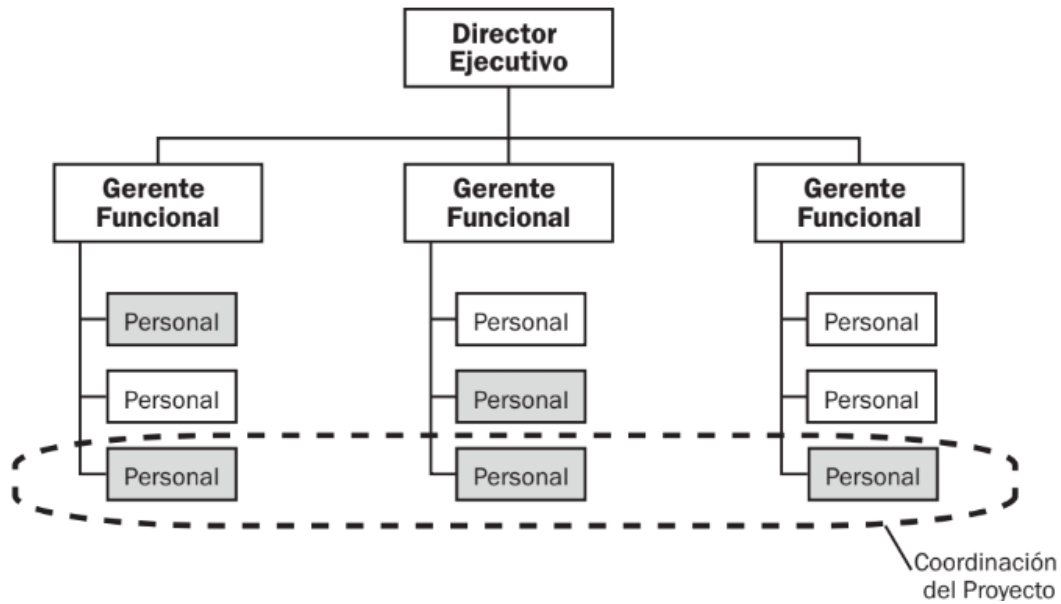 Director
Ejecutivo
Gerente
Funcional
Gerente
Funcional
Gerente
Funcional
Personal
Personal
Personal
Personal
Personal
Personal
Personal
Personal
Personal
Coordinación
del Proyecto